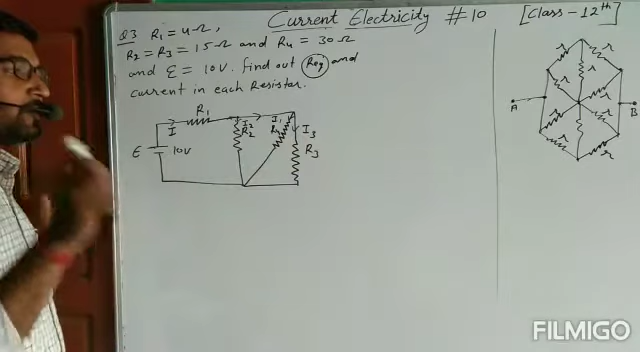 Current Electricity #10 [Class-12th]
Q3 R1 = 4Ω,
R2 = R3 = 15Ω and R4 = 30Ω
and Ɛ = 10V. find out Req and
current in each Resistor.
R1
I
I2
R2
I1
R4
I3
R3
E
10V
r
r
r
r
r
r
r
r
A
B
FILMIGO